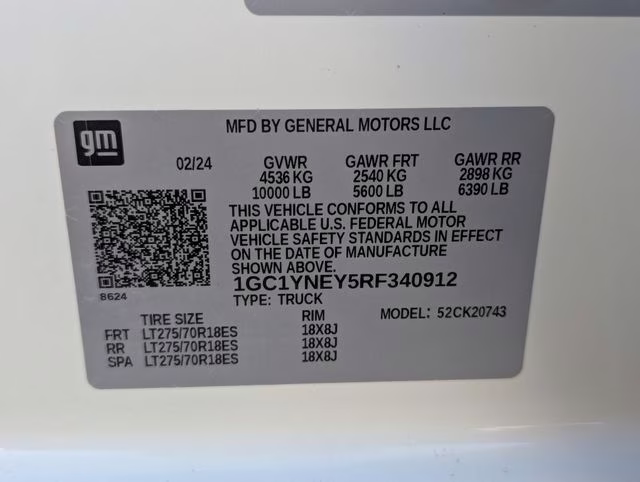 gm
MFD BY GENERAL MOTORS LLC
02/24 GVWR GAWR FRT GAWR RR
4536 KG 2540 KG 2898 KG
10000 LB 5600 LB 6390 LB
THIS VEHICLE CONFORMS TO ALL
APPLICABLE U.S. FEDERAL MOTOR
VEHICLE SAFETY STANDARDS IN EFFECT
ON THE DATE OF MANUFACTURE
SHOWN ABOVE.
8624
1GC1YNEY5RF340912
TYPE: TRUCK
MODEL: 52CK20743
TIRE SIZE RIM
FRT LT275/70R18ES 18X8J
RR LT275/70R18ES 18X8J
SPA LT275/70R18ES 18X8J